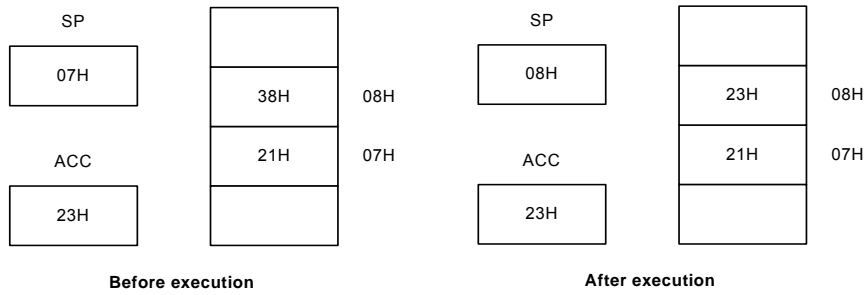 SP
07H
38H 08H
21H 07H
ACC
23H
Before execution
SP
08H
23H 08H
21H 07H
ACC
23H
After execution